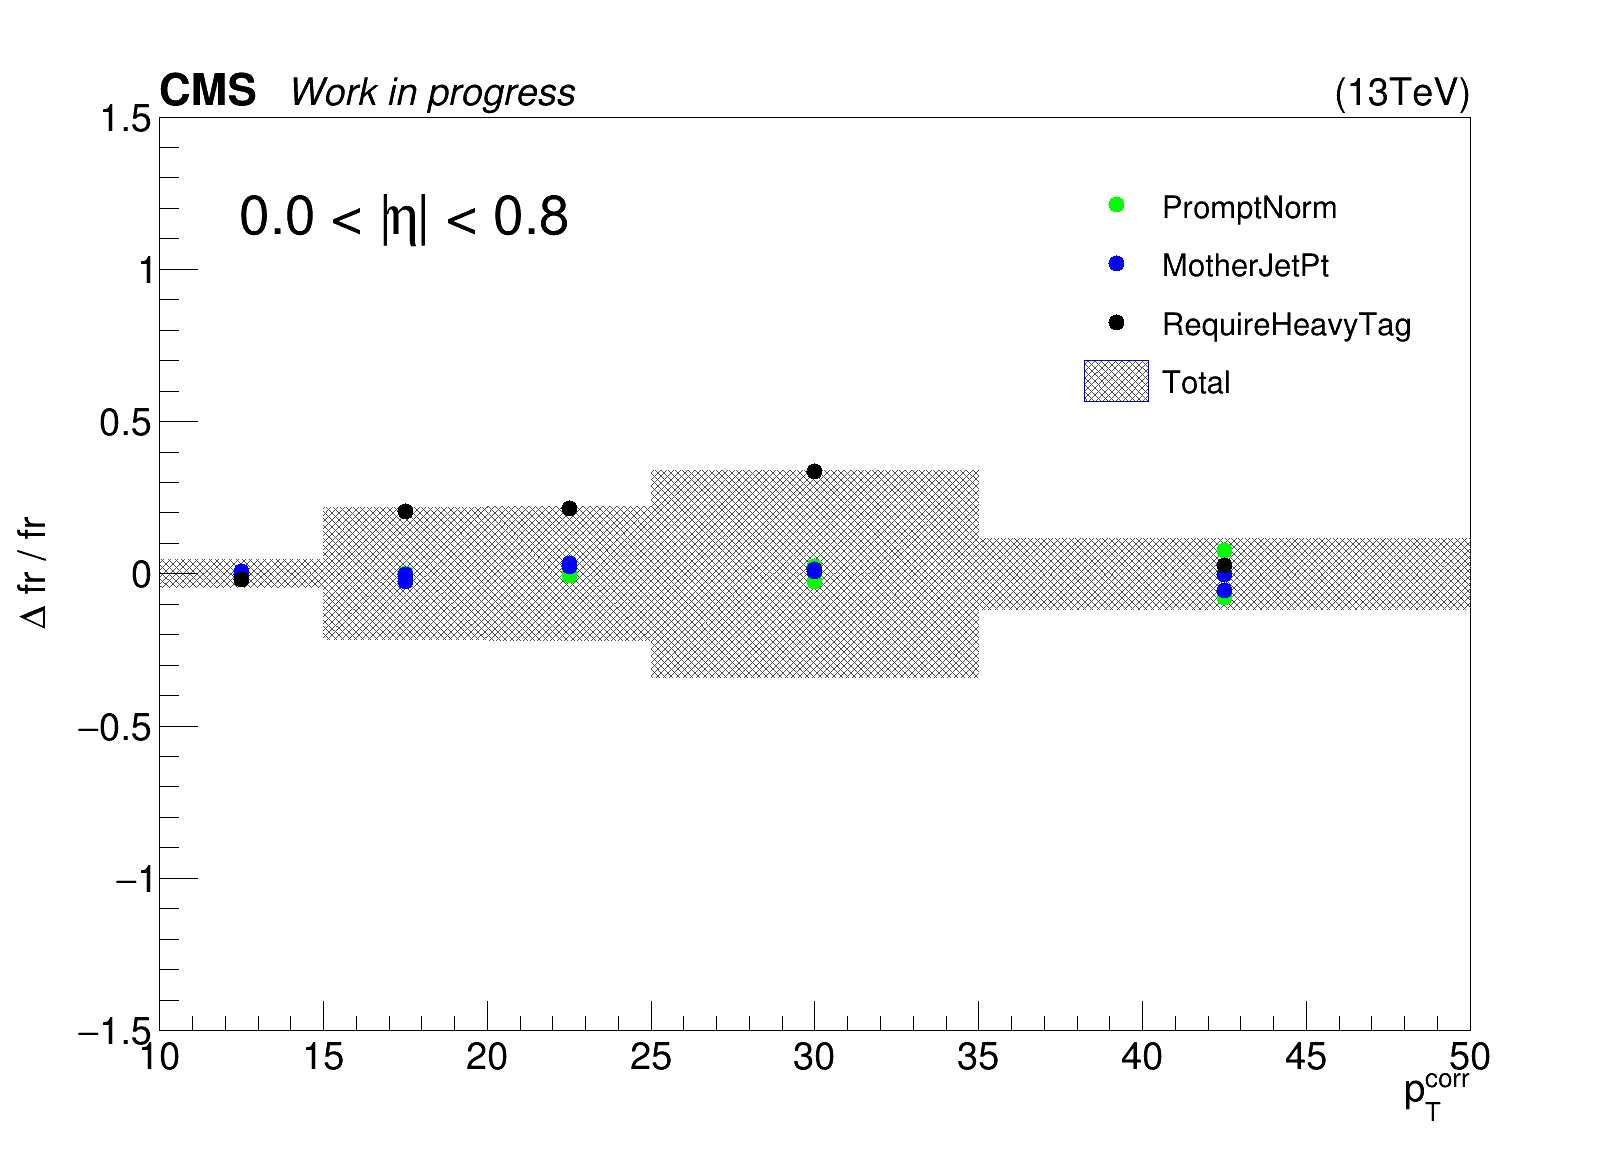 CMS Work in progress (13TeV)
0.0 < |η| < 0.8
PromptNorm
MotherJetPt
RequireHeavyTag
Total
Δ fr / fr
1.5
1
0.5
0
−0.5
−1
−1.5
10 15 20 25 30 35 40 45 50
p_T^corr